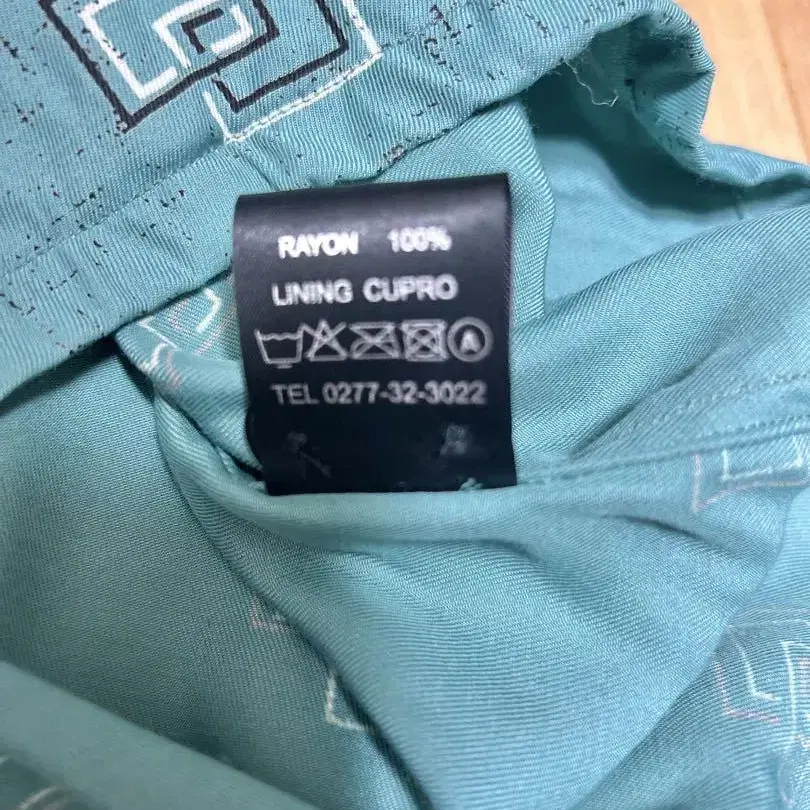 RAYON 100%
LINING CUPRO
A
TEL 0277-32-3022